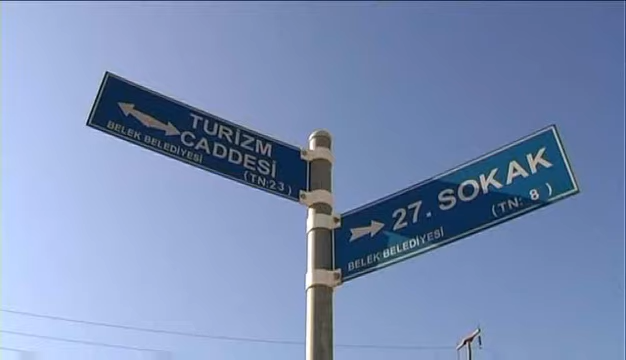 TURİZM
CADDESİ
BELEK BELEDİYESİ
(TN:23)
27. SOKAK
BELEK BELEDİYESİ
(TN: 8)